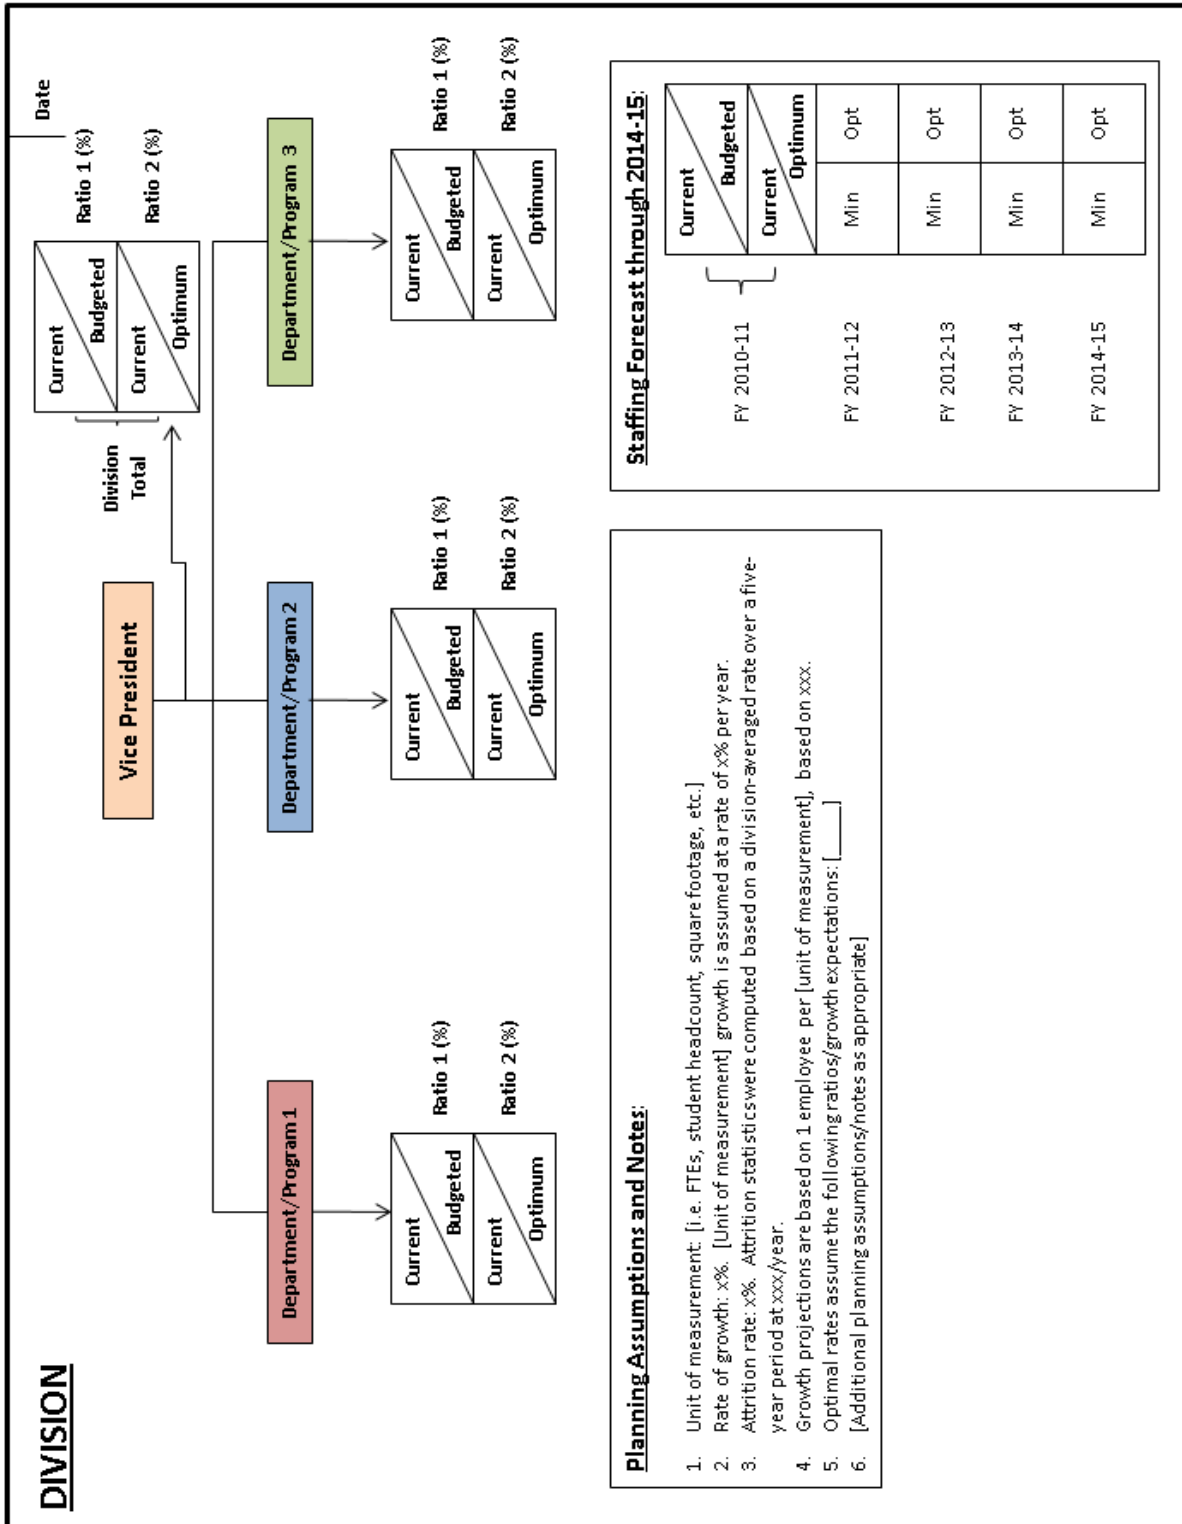 DIVISION
Date
Vice President
Division
Total
Current
Budgeted
Current
Optimum
Ratio 1 (%)
Ratio 2 (%)
Department/Program 1
Department/Program 2
Department/Program 3
Current
Budgeted
Current
Optimum
Ratio 1 (%)
Ratio 2 (%)
Current
Budgeted
Current
Optimum
Ratio 1 (%)
Ratio 2 (%)
Current
Budgeted
Current
Optimum
Ratio 1 (%)
Ratio 2 (%)
Planning Assumptions and Notes:
1. Unit of measurement: [i.e. FTEs, student headcount, square footage, etc.]
2. Rate of growth: x%. [Unit of measurement] growth is assumed at a rate of x% per year.
3. Attrition rate: x%. Attrition statistics were computed based on a division-averaged rate over a five-
year period at xxx/year.
4. Growth projections are based on 1 employee per [unit of measurement], based on xxx.
5. Optimal rates assume the following ratios/growth expectations: [______]
6. [Additional planning assumptions/notes as appropriate]
Staffing Forecast through 2014-15:
FY 2010-11
Current
Budgeted
Current
Optimum
FY 2011-12 Min Opt
FY 2012-13 Min Opt
FY 2013-14 Min Opt
FY 2014-15 Min Opt